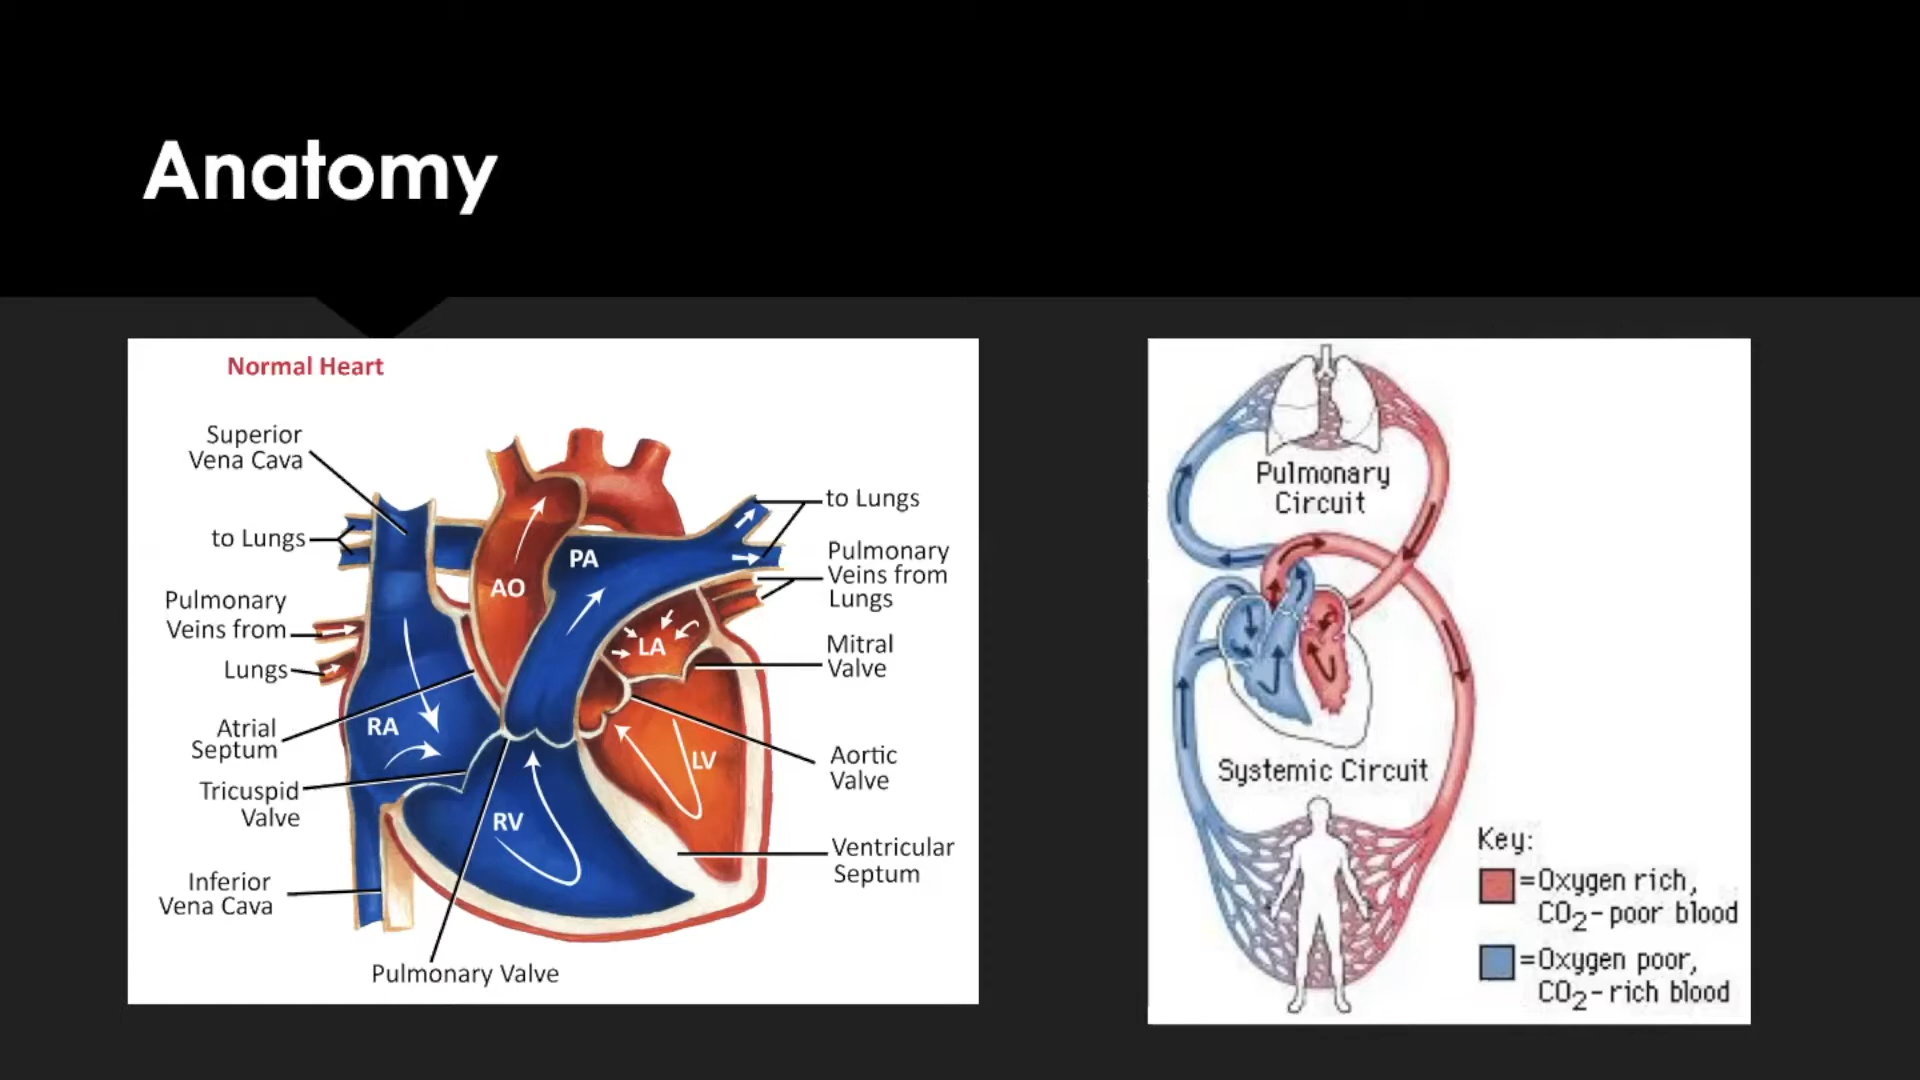 Anatomy
Normal Heart
Superior
Vena Cava
to Lungs
Pulmonary
Veins from
Lungs
Atrial
Septum
Tricuspid
Valve
Inferior
Vena Cava
Pulmonary Valve
AO
PA
LA
RA
LV
RV
to Lungs
Pulmonary
Veins from
Lungs
Mitral
Valve
Aortic
Valve
Ventricular
Septum
Pulmonary
Circuit
Systemic Circuit
Key:
=Oxygen rich,
CO2-poor blood
=Oxygen poor,
CO2-rich blood